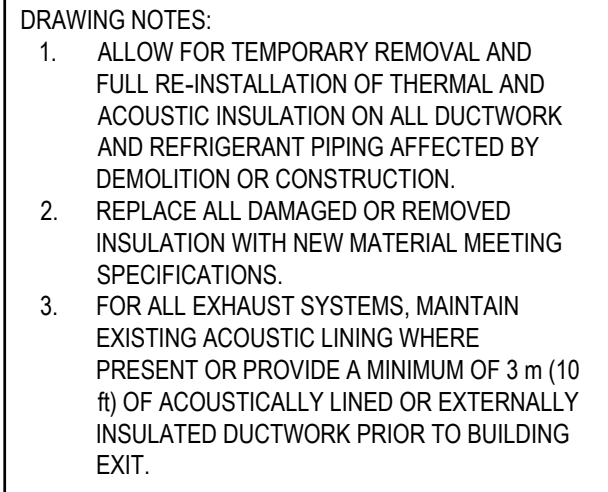 DRAWING NOTES:
1. ALLOW FOR TEMPORARY REMOVAL AND
FULL RE-INSTALLATION OF THERMAL AND
ACOUSTIC INSULATION ON ALL DUCTWORK
AND REFRIGERANT PIPING AFFECTED BY
DEMOLITION OR CONSTRUCTION.
2. REPLACE ALL DAMAGED OR REMOVED
INSULATION WITH NEW MATERIAL MEETING
SPECIFICATIONS.
3. FOR ALL EXHAUST SYSTEMS, MAINTAIN
EXISTING ACOUSTIC LINING WHERE
PRESENT OR PROVIDE A MINIMUM OF 3 m (10
ft) OF ACOUSTICALLY LINED OR EXTERNALLY
INSULATED DUCTWORK PRIOR TO BUILDING
EXIT.